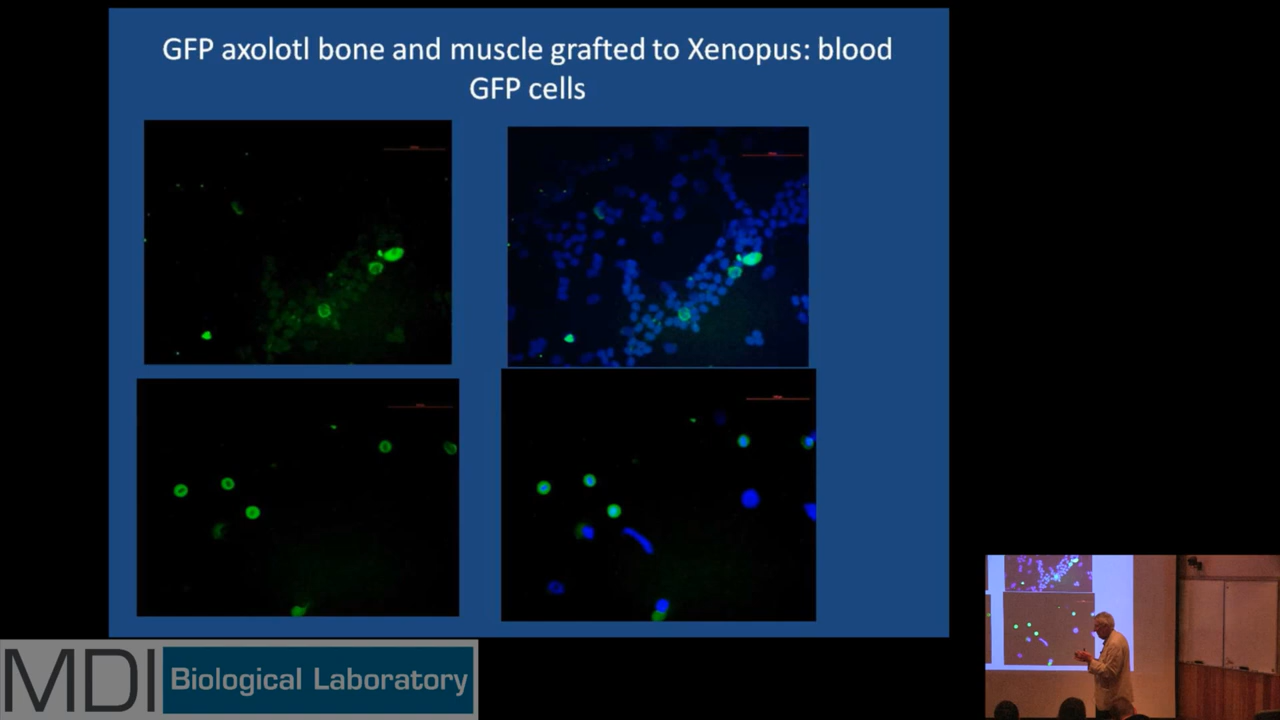 GFP axolotl bone and muscle grafted to Xenopus: blood
GFP cells
MDI Biological Laboratory